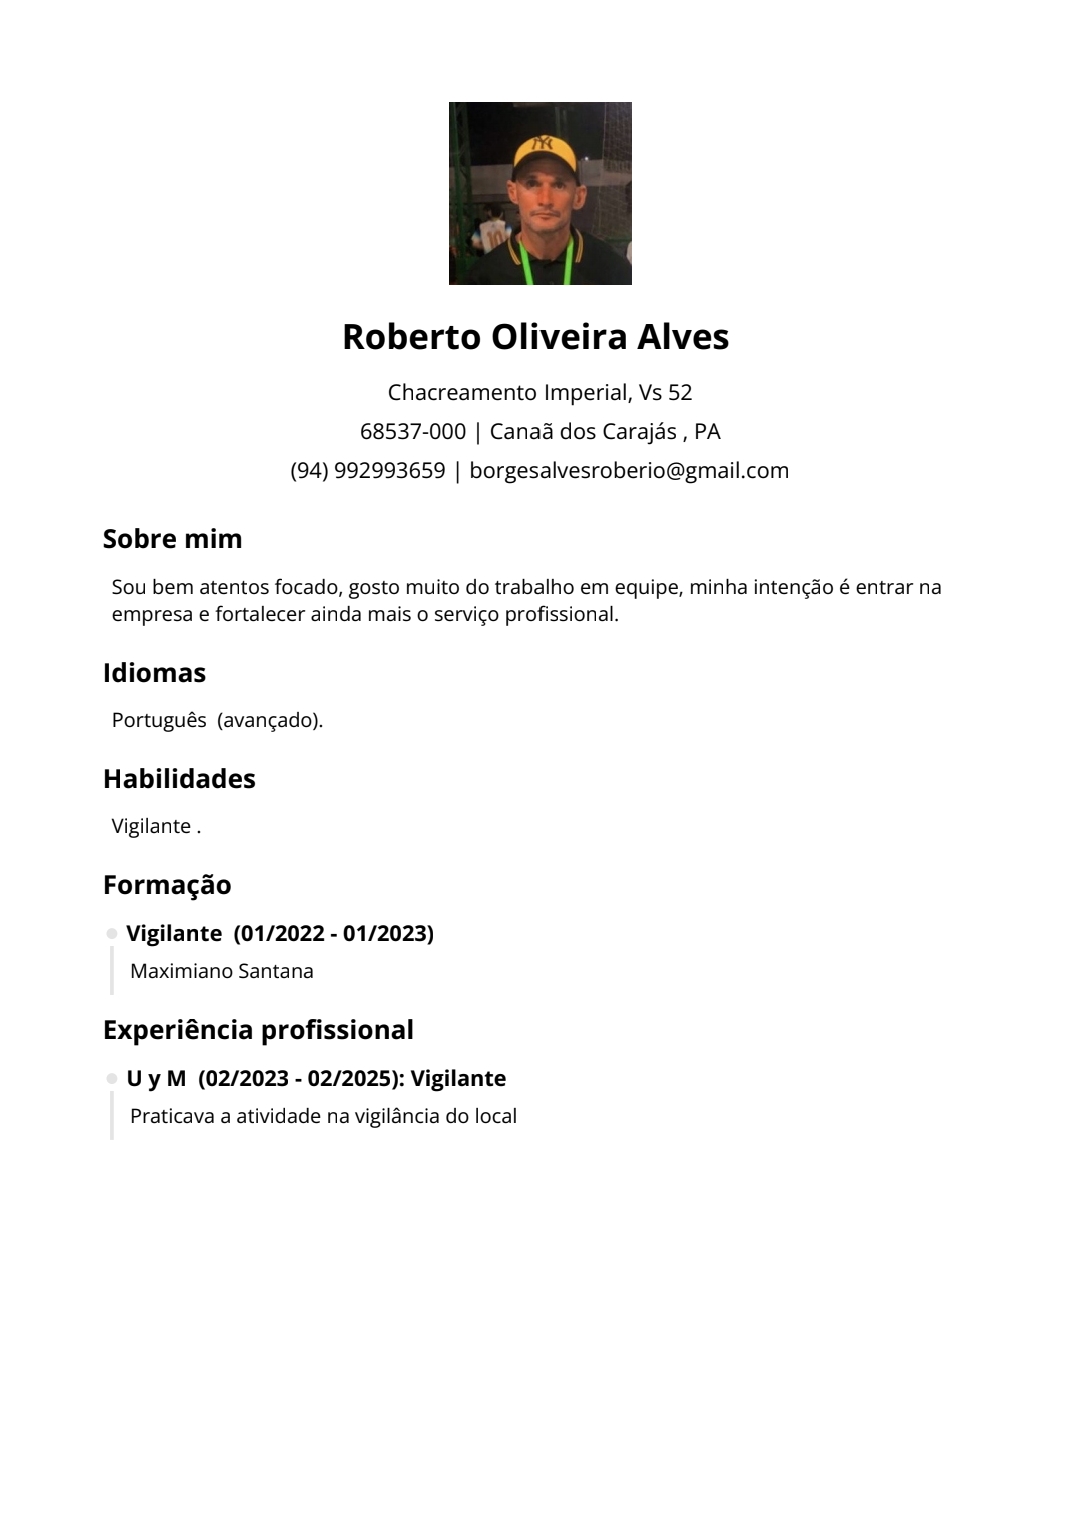 NY
10
Roberto Oliveira Alves
Chacreamento Imperial, Vs 52
68537-000 | Canaã dos Carajás , PA
(94) 992993659 | borgesalvesroberio@gmail.com
Sobre mim
Sou bem atentos focado, gosto muito do trabalho em equipe, minha intenção é entrar na
empresa e fortalecer ainda mais o serviço profissional.
Idiomas
Português  (avançado).
Habilidades
Vigilante .
Formação
Vigilante  (01/2022 - 01/2023)
Maximiano Santana
Experiência profissional
U y M  (02/2023 - 02/2025): Vigilante
Praticava a atividade na vigilância do local